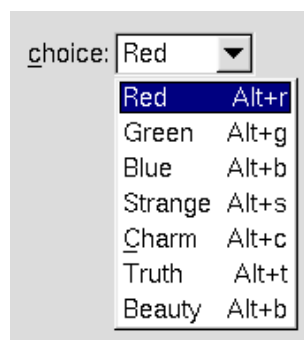 choice: Red
Red Alt+r
Green Alt+g
Blue Alt+b
Strange Alt+s
Charm Alt+c
Truth Alt+t
Beauty Alt+b